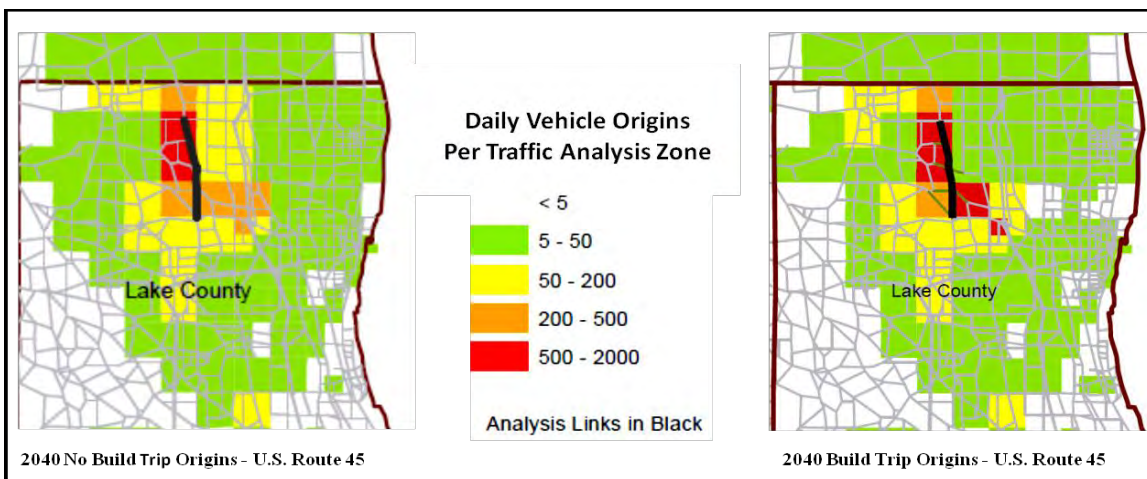 Daily Vehicle Origins
Per Traffic Analysis Zone
< 5
5 - 50
50 - 200
200 - 500
500 - 2000
Analysis Links in Black
Lake County
2040 No Build Trip Origins - U.S. Route 45
Lake County
2040 Build Trip Origins - U.S. Route 45